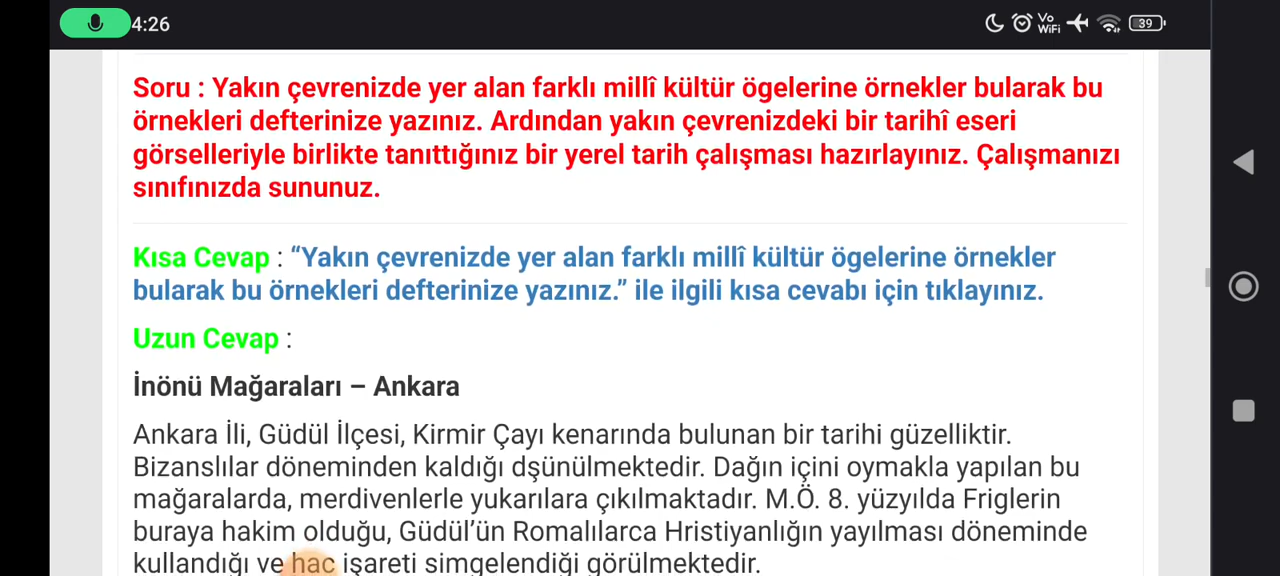 4:26
Vo
WiFi
39
Soru : Yakın çevrenizde yer alan farklı millî kültür ögelerine örnekler bularak bu
örnekleri defterinize yazınız. Ardından yakın çevrenizdeki bir tarihî eseri
görselleriyle birlikte tanıttığınız bir yerel tarih çalışması hazırlayınız. Çalışmanızı
sınıfınızda sununuz.
Kısa Cevap : “Yakın çevrenizde yer alan farklı millî kültür ögelerine örnekler
bularak bu örnekleri defterinize yazınız.” ile ilgili kısa cevabı için tıklayınız.
Uzun Cevap :
İnönü Mağaraları – Ankara
Ankara İli, Güdül İlçesi, Kirmir Çayı kenarında bulunan bir tarihi güzelliktir.
Bizanslılar döneminden kaldığı dşünülmektedir. Dağın içini oymakla yapılan bu
mağaralarda, merdivenlerle yukarılara çıkılmaktadır. M.Ö. 8. yüzyılda Friglerin
buraya hakim olduğu, Güdül’ün Romalılarca Hristiyanlığın yayılması döneminde
kullandığı ve haç işareti simgelendiği görülmektedir.